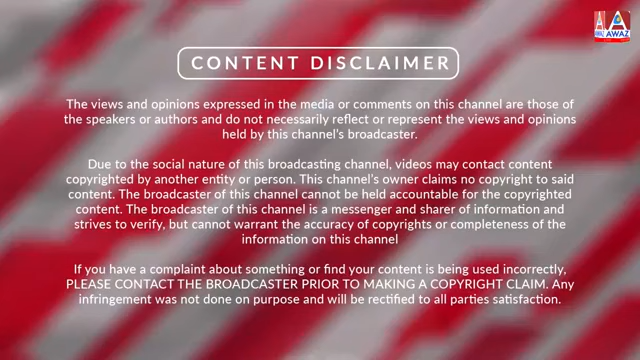 AWAZ
CONTENT DISCLAIMER
The views and opinions expressed in the media or comments on this channel are those of
the speakers or authors and do not necessarily reflect or represent the views and opinions
held by this channel's broadcaster.
Due to the social nature of this broadcasting channel, videos may contact content
copyrighted by another entity or person. This channel's owner claims no copyright to said
content. The broadcaster of this channel cannot be held accountable for the copyrighted
content. The broadcaster of this channel is a messenger and sharer of information and
strives to verify, but cannot warrant the accuracy of copyrights or completeness of the
information on this channel
If you have a complaint about something or find your content is being used incorrectly,
PLEASE CONTACT THE BROADCASTER PRIOR TO MAKING A COPYRIGHT CLAIM. Any
infringement was not done on purpose and will be rectified to all parties satisfaction.